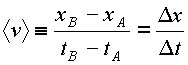 ⟨v⟩ ≡ (x_B − x_A)/(t_B − t_A) = Δx/Δt